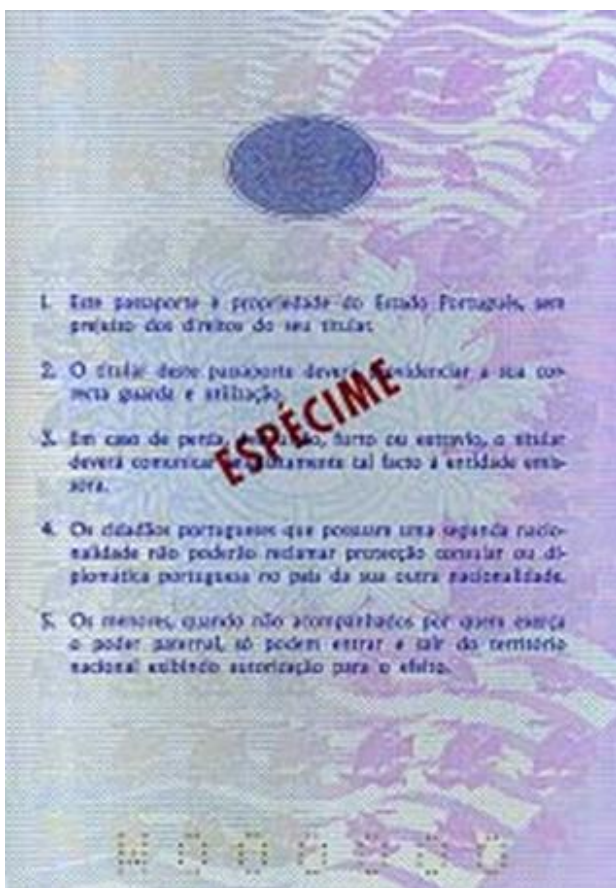 1. Este passaporte é propriedade do Estado Português, sem
prejuízo dos direitos do seu titular.
2. O titular deste passaporte deverá providenciar a sua cor-
recta guarda e utilização.
3. Em caso de perda, furto ou extravio, o titular
deverá comunicar tal facto à entidade emis-
sora.
4. Os cidadãos portugueses que possuam uma segunda nacio-
nalidade não poderão reclamar protecção consular ou di-
plomática portuguesa no país da sua outra nacionalidade.
5. Os menores, quando não acompanhados por quem exerça
o poder paternal, só podem entrar e sair do território
nacional exibindo autorização para o efeito.
ESPÉCIME